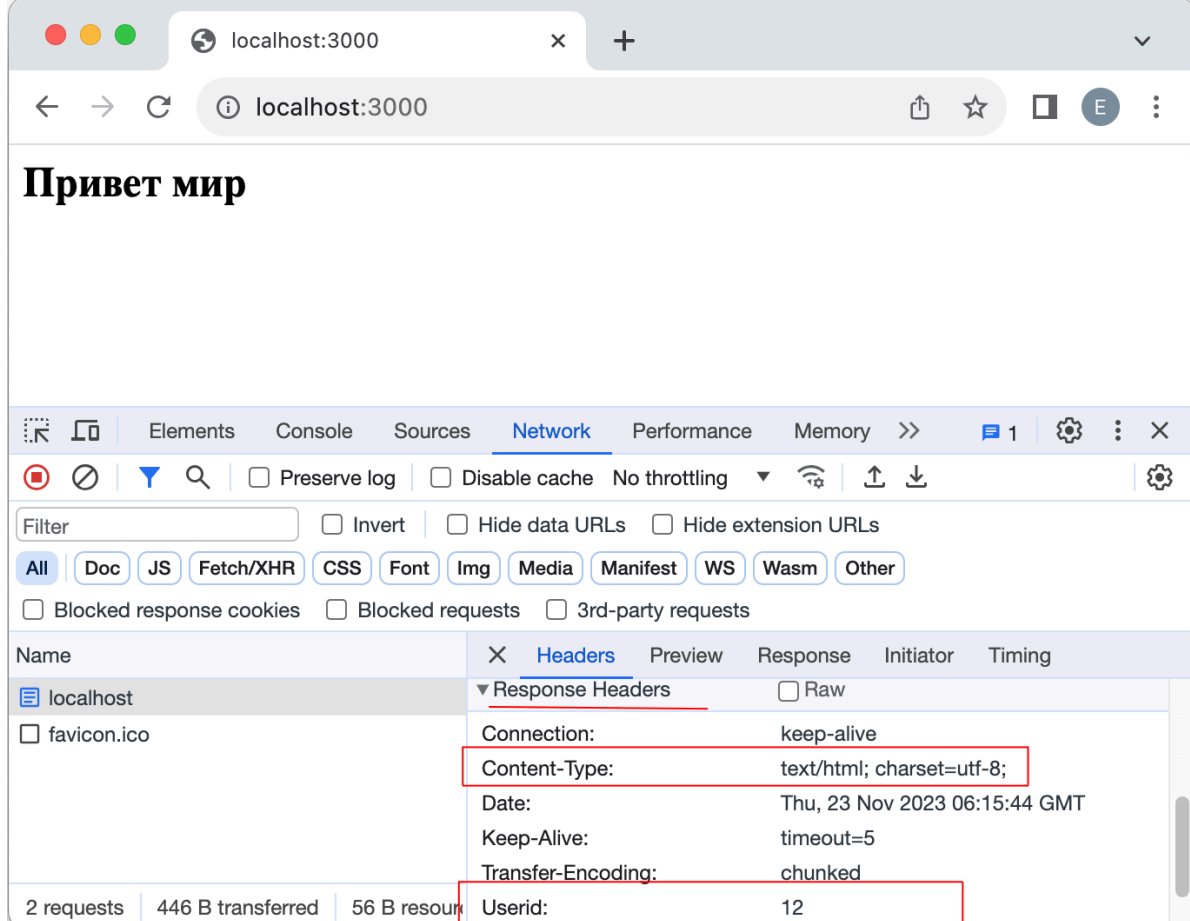 localhost:3000
localhost:3000
E
Привет мир
Elements Console Sources Network Performance Memory 1
Preserve log Disable cache No throttling
Filter Invert Hide data URLs Hide extension URLs
All Doc JS Fetch/XHR CSS Font Img Media Manifest WS Wasm Other
Blocked response cookies Blocked requests 3rd-party requests
Name
localhost
favicon.ico
2 requests 446 B transferred 56 B
Headers Preview Response Initiator Timing
Response Headers Raw
Connection: keep-alive
Content-Type: text/html; charset=utf-8;
Date: Thu, 23 Nov 2023 06:15:44 GMT
Keep-Alive: timeout=5
Transfer-Encoding: chunked
Userid: 12